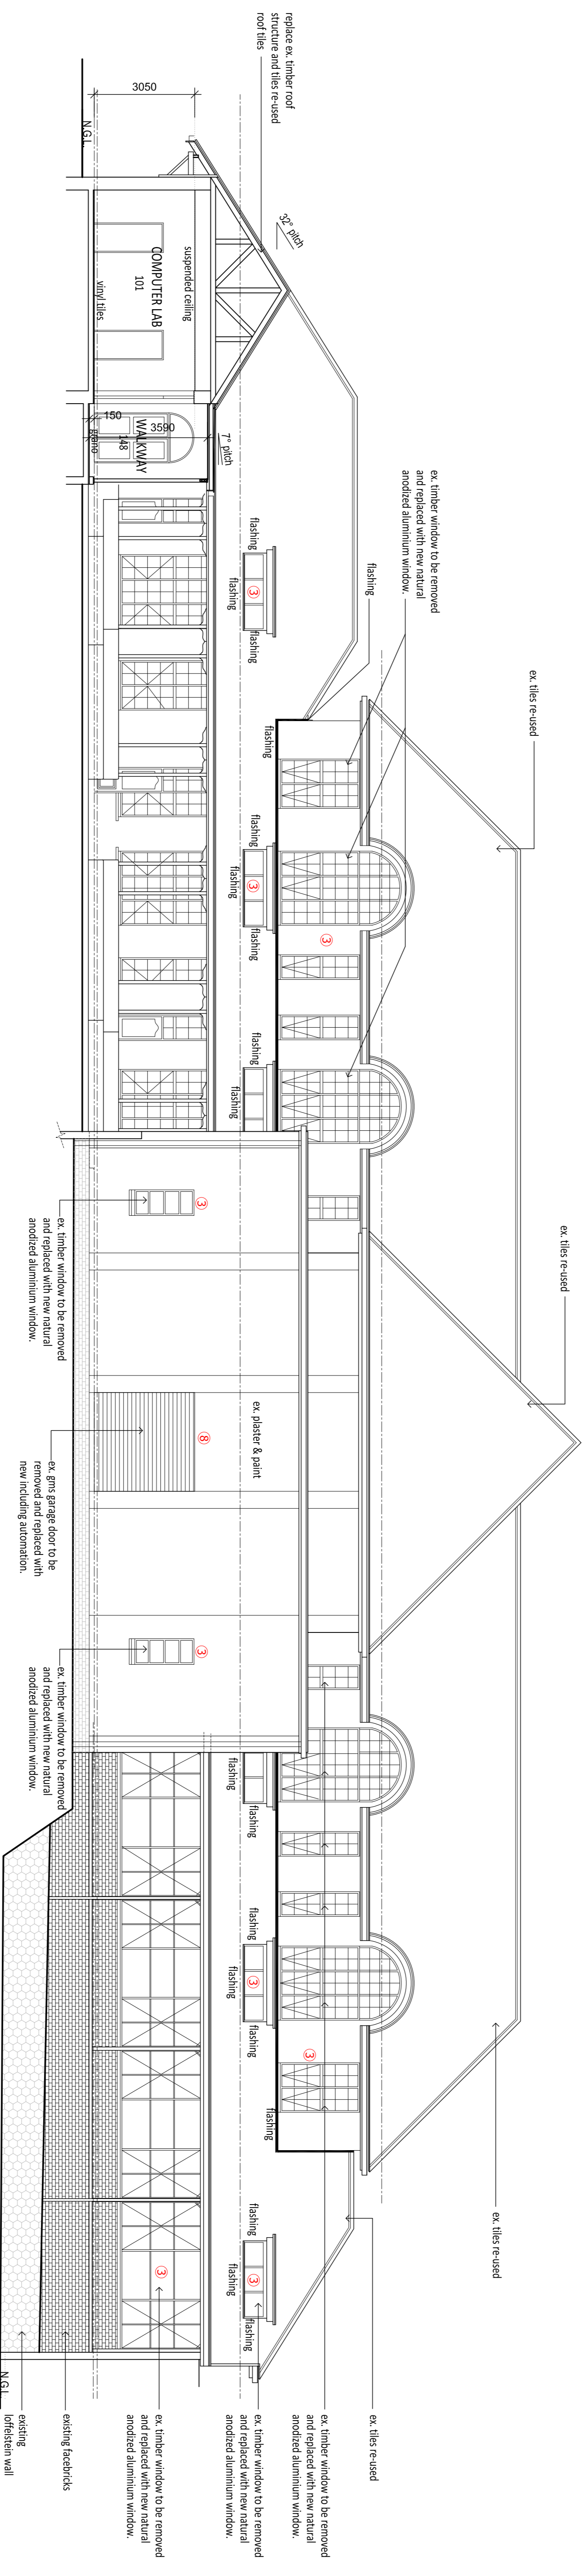 replace ex. timber roof
structure and tiles re-used
roof tiles
3050
N.G.L.
32° pitch
suspended ceiling
COMPUTER LAB
101
vinyl tiles
7° pitch
3590
WALKWAY
148
150
grano
ex. timber window to be removed
and replaced with new natural
anodized aluminium window.
flashing
flashing
3
flashing
flashing
flashing
ex. tiles re-used
flashing
3
flashing
flashing
3
flashing
flashing
ex. tiles re-used
3
ex. timber window to be removed
and replaced with new natural
anodized aluminium window.
ex. plaster & paint
8
ex. gms garage door to be
removed and replaced with
new including automation.
3
ex. timber window to be removed
and replaced with new natural
anodized aluminium window.
flashing
flashing
flashing
flashing
3
flashing
flashing
3
flashing
ex. tiles re-used
flashing
3
flashing
flashing
3
ex. tiles re-used
ex. timber window to be removed
and replaced with new natural
anodized aluminium window.
ex. timber window to be removed
and replaced with new natural
anodized aluminium window.
ex. timber window to be removed
and replaced with new natural
anodized aluminium window.
existing facebricks
existing
loffelstein wall
N.G.L.